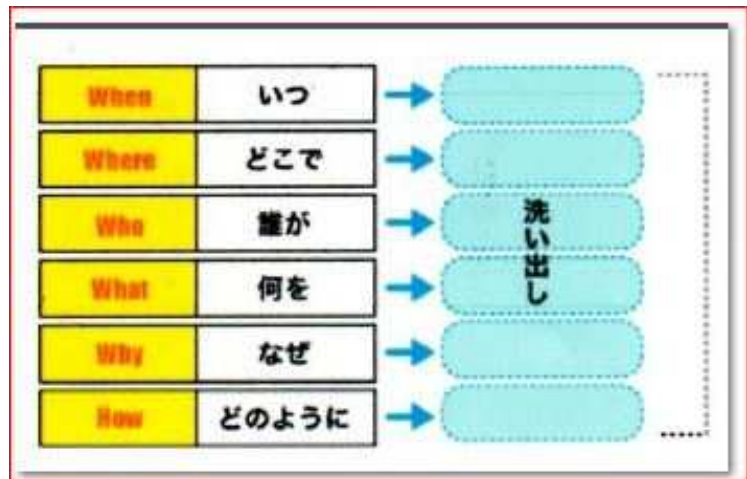 When いつ
Where どこで
Who 誰が
What 何を
Why なぜ
How どのように
洗い出し